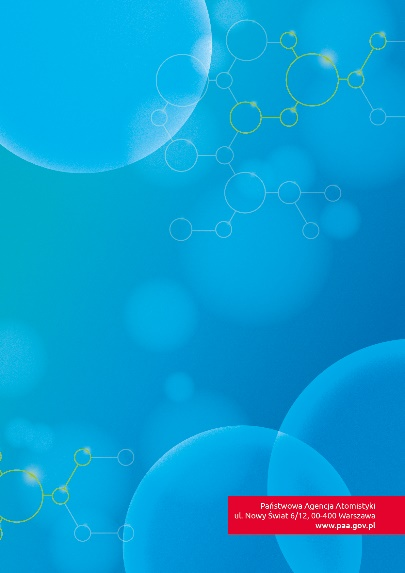 Państwowa Agencja Atomistyki
ul. Nowy Świat 6/12, 00-400 Warszawa
www.paa.gov.pl